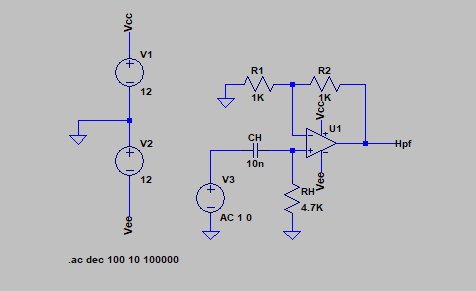 Vcc
V1
12
V2
12
Vee
R1
1K
R2
1K
Vcc
U1
Hpf
CH
10n
V3
AC 1 0
RH
4.7K
Vee
.ac dec 100 10 100000